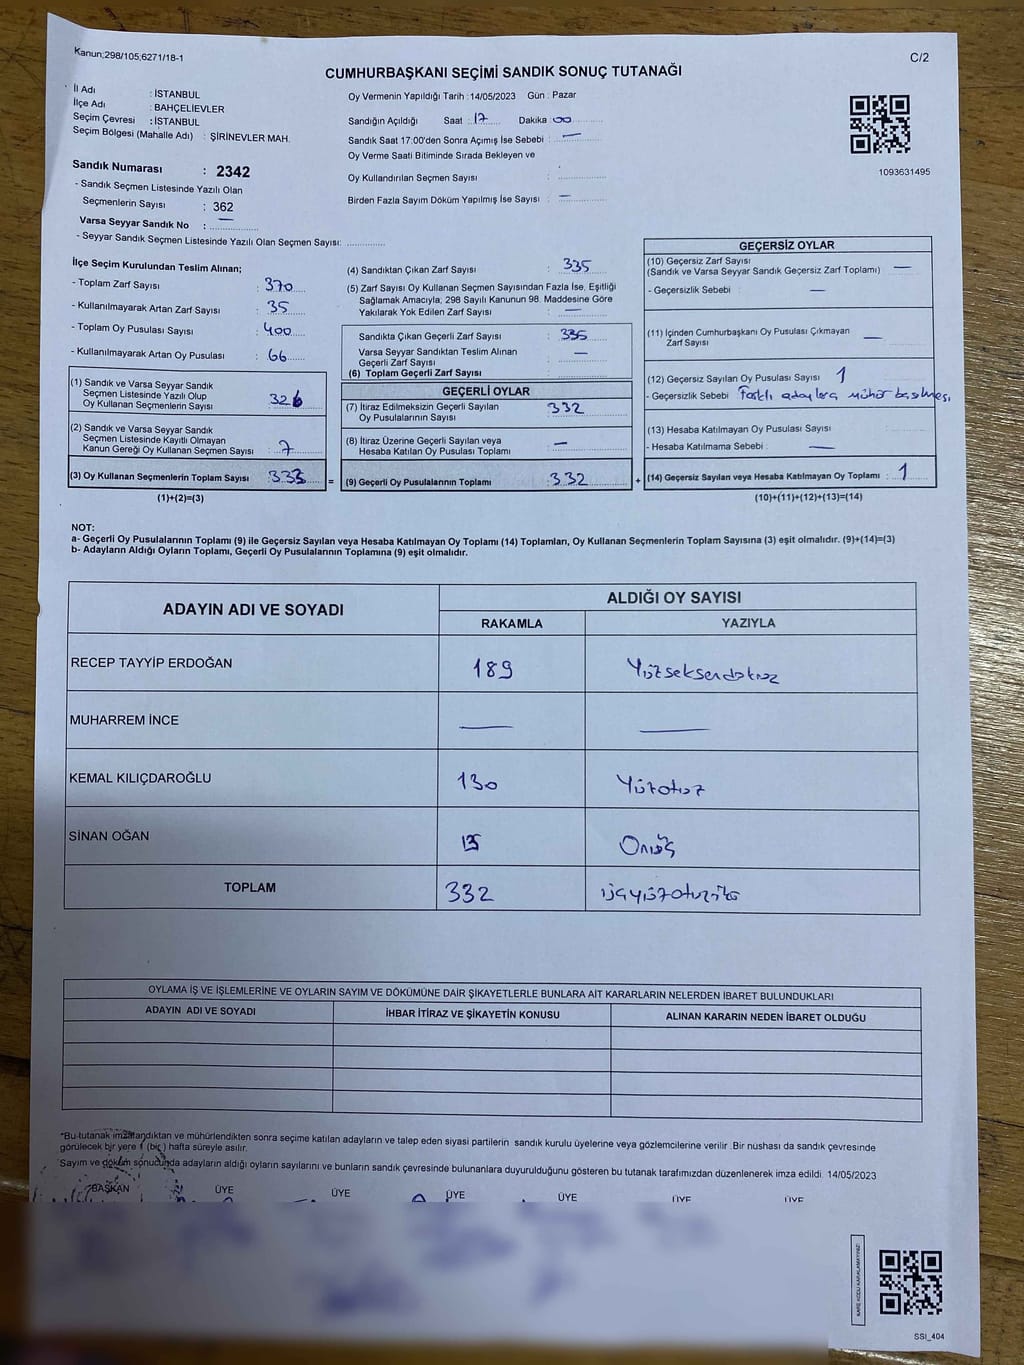 Kanun;298/105;6271/18-1
C/2
CUMHURBAŞKANI SEÇİMİ SANDIK SONUÇ TUTANAĞI
İl Adı : İSTANBUL
İlçe Adı : BAHÇELİEVLER
Seçim Çevresi : İSTANBUL
Seçim Bölgesi (Mahalle Adı) : ŞİRİNEVLER MAH.
Sandık Numarası : 2342
- Sandık Seçmen Listesinde Yazılı Olan
Seçmenlerin Sayısı : 362
Varsa Seyyar Sandık No : —
- Seyyar Sandık Seçmen Listesinde Yazılı Olan Seçmen Sayısı:
Oy Vermenin Yapıldığı Tarih : 14/05/2023 Gün : Pazar
Sandığın Açıldığı Saat : 17 Dakika : 00
Sandık Saat 17:00'den Sonra Açımış İse Sebebi : —
Oy Verme Saati Bitiminde Sırada Bekleyen ve
Oy Kullandırılan Seçmen Sayısı :
Birden Fazla Sayım Döküm Yapılmış İse Sayısı : —
1093631495
İlçe Seçim Kurulundan Teslim Alınan;
- Toplam Zarf Sayısı : 370
- Kullanılmayarak Artan Zarf Sayısı : 35
- Toplam Oy Pusulası Sayısı : 400
- Kullanılmayarak Artan Oy Pusulası : 66
(1) Sandık ve Varsa Seyyar Sandık
Seçmen Listesinde Yazılı Olup
Oy Kullanan Seçmenlerin Sayısı : 326
(2) Sandık ve Varsa Seyyar Sandık
Seçmen Listesinde Kayıtlı Olmayan
Kanun Gereği Oy Kullanan Seçmen Sayısı : 7
(3) Oy Kullanan Seçmenlerin Toplam Sayısı : 333 =
(1)+(2)=(3)
(4) Sandıktan Çıkan Zarf Sayısı : 335
(5) Zarf Sayısı Oy Kullanan Seçmen Sayısından Fazla İse, Eşitliği
Sağlamak Amacıyla; 298 Sayılı Kanunun 98. Maddesine Göre
Yakılarak Yok Edilen Zarf Sayısı : —
Sandıkta Çıkan Geçerli Zarf Sayısı : 335
Varsa Seyyar Sandıktan Teslim Alınan
Geçerli Zarf Sayısı : —
(6) Toplam Geçerli Zarf Sayısı :
GEÇERLİ OYLAR
(7) İtiraz Edilmeksizin Geçerli Sayılan
Oy Pusulalarının Sayısı : 332
(8) İtiraz Üzerine Geçerli Sayılan veya
Hesaba Katılan Oy Pusulası Toplamı : —
(9) Geçerli Oy Pusulalarının Toplamı : 332 +
GEÇERSİZ OYLAR
(10) Geçersiz Zarf Sayısı
(Sandık ve Varsa Seyyar Sandık Geçersiz Zarf Toplamı) —
- Geçersizlik Sebebi : —
(11) İçinden Cumhurbaşkanı Oy Pusulası Çıkmayan
Zarf Sayısı : —
(12) Geçersiz Sayılan Oy Pusulası Sayısı : 1
- Geçersizlik Sebebi : Farklı adaylara mühür basılması
(13) Hesaba Katılmayan Oy Pusulası Sayısı :
- Hesaba Katılmama Sebebi : —
(14) Geçersiz Sayılan veya Hesaba Katılmayan Oy Toplamı : 1
(10)+(11)+(12)+(13)=(14)
NOT:
a- Geçerli Oy Pusulalarının Toplamı (9) ile Geçersiz Sayılan veya Hesaba Katılmayan Oy Toplamı (14) Toplamları, Oy Kullanan Seçmenlerin Toplam Sayısına (3) eşit olmalıdır. (9)+(14)=(3)
b- Adayların Aldığı Oyların Toplamı, Geçerli Oy Pusulalarının Toplamına (9) eşit olmalıdır.
ADAYIN ADI VE SOYADI ALDIĞI OY SAYISI
RAKAMLA YAZIYLA
RECEP TAYYİP ERDOĞAN 189 Yüzseksendokuz
MUHARREM İNCE — —
KEMAL KILIÇDAROĞLU 130 Yüzotuz
SİNAN OĞAN 13 Onüç
TOPLAM 332 üçyüzotuziki
OYLAMA İŞ VE İŞLEMLERİNE VE OYLARIN SAYIM VE DÖKÜMÜNE DAİR ŞİKAYETLERLE BUNLARA AİT KARARLARIN NELERDEN İBARET BULUNDUKLARI
ADAYIN ADI VE SOYADI İHBAR İTİRAZ VE ŞİKAYETİN KONUSU ALINAN KARARIN NEDEN İBARET OLDUĞU
*Bu tutanak imzalandıktan ve mühürlendikten sonra seçime katılan adayların ve talep eden siyasi partilerin sandık kurulu üyelerine veya gözlemcilerine verilir. Bir nushası da sandık çevresinde
görülecek bir yere 1 (bir) hafta süreyle asılır.
Sayım ve döküm sonucunda adayların aldığı oyların sayılarını ve bunların sandık çevresinde bulunanlara duyurulduğunu gösteren bu tutanak tarafımızdan düzenlenerek imza edildi. 14/05/2023
BAŞKAN ÜYE ÜYE ÜYE ÜYE ÜYE ÜYE
SSI_404